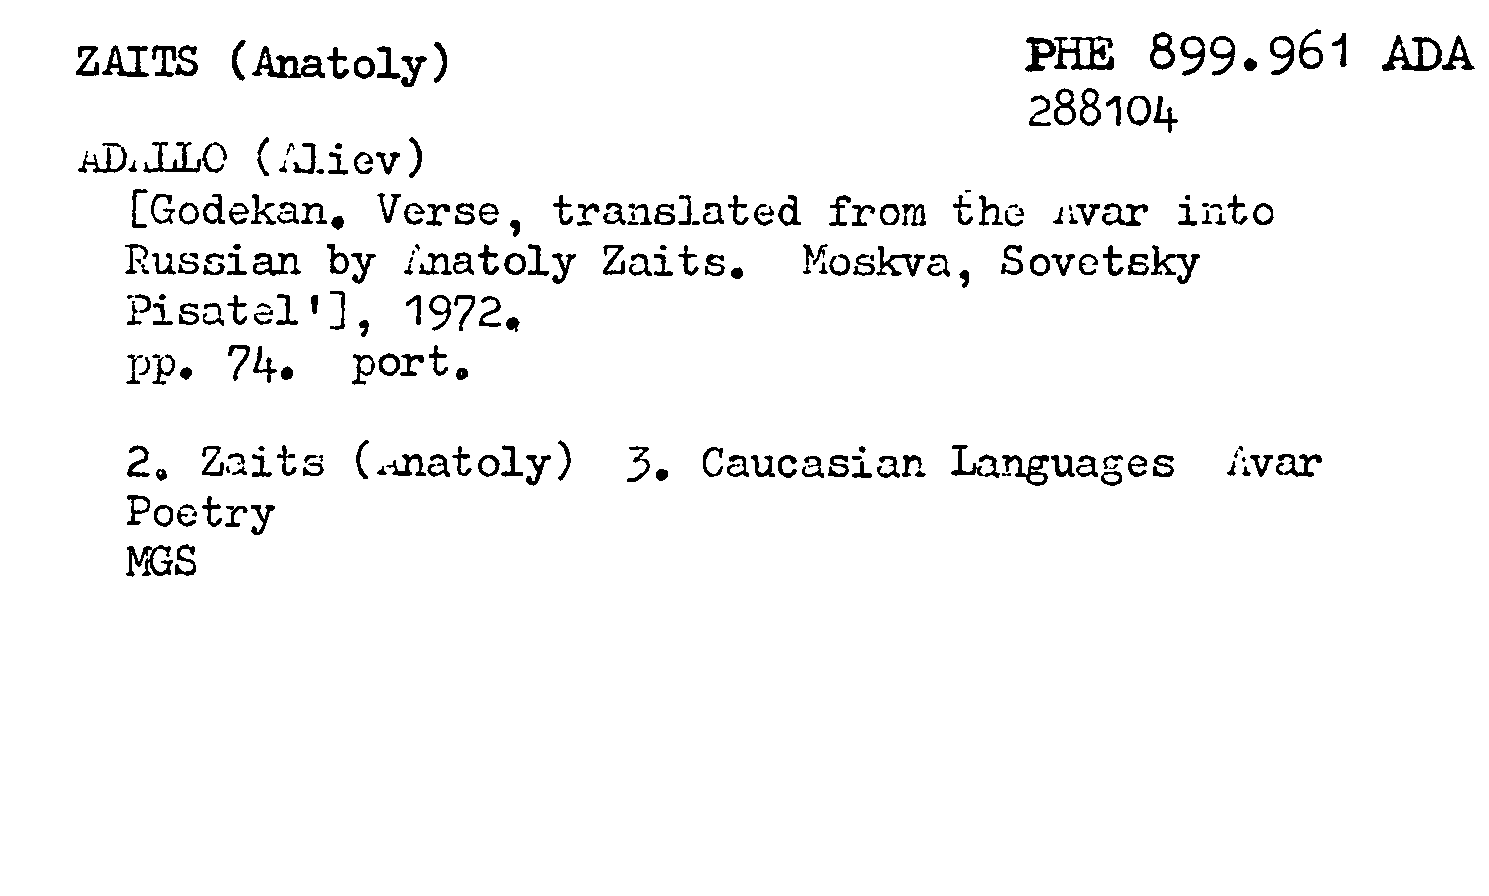 ZAITS (Anatoly)
PHE 899.961 ADA
288104
ADALLO (Aliev)
[Godekan. Verse, translated from the Avar into
Russian by Anatoly Zaits. Moskva, Sovetsky
Pisatel'], 1972.
pp. 74. port.
2. Zaits (Anatoly) 3. Caucasian Languages Avar
Poetry
MGS